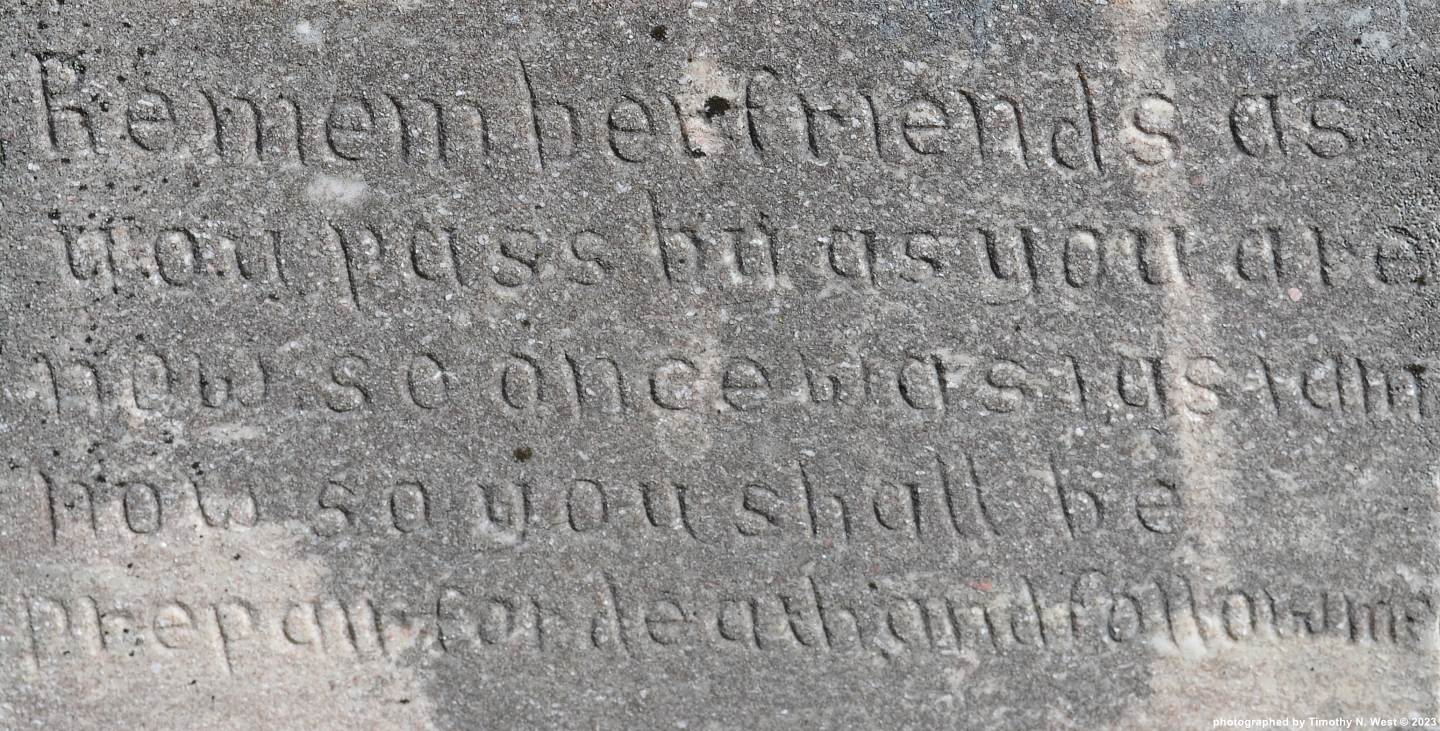 Remember friends as
you pass by as you are
now so once was I as I am
now so you shall be
prepair for death and follow me
photographed by Timothy N. West © 2023